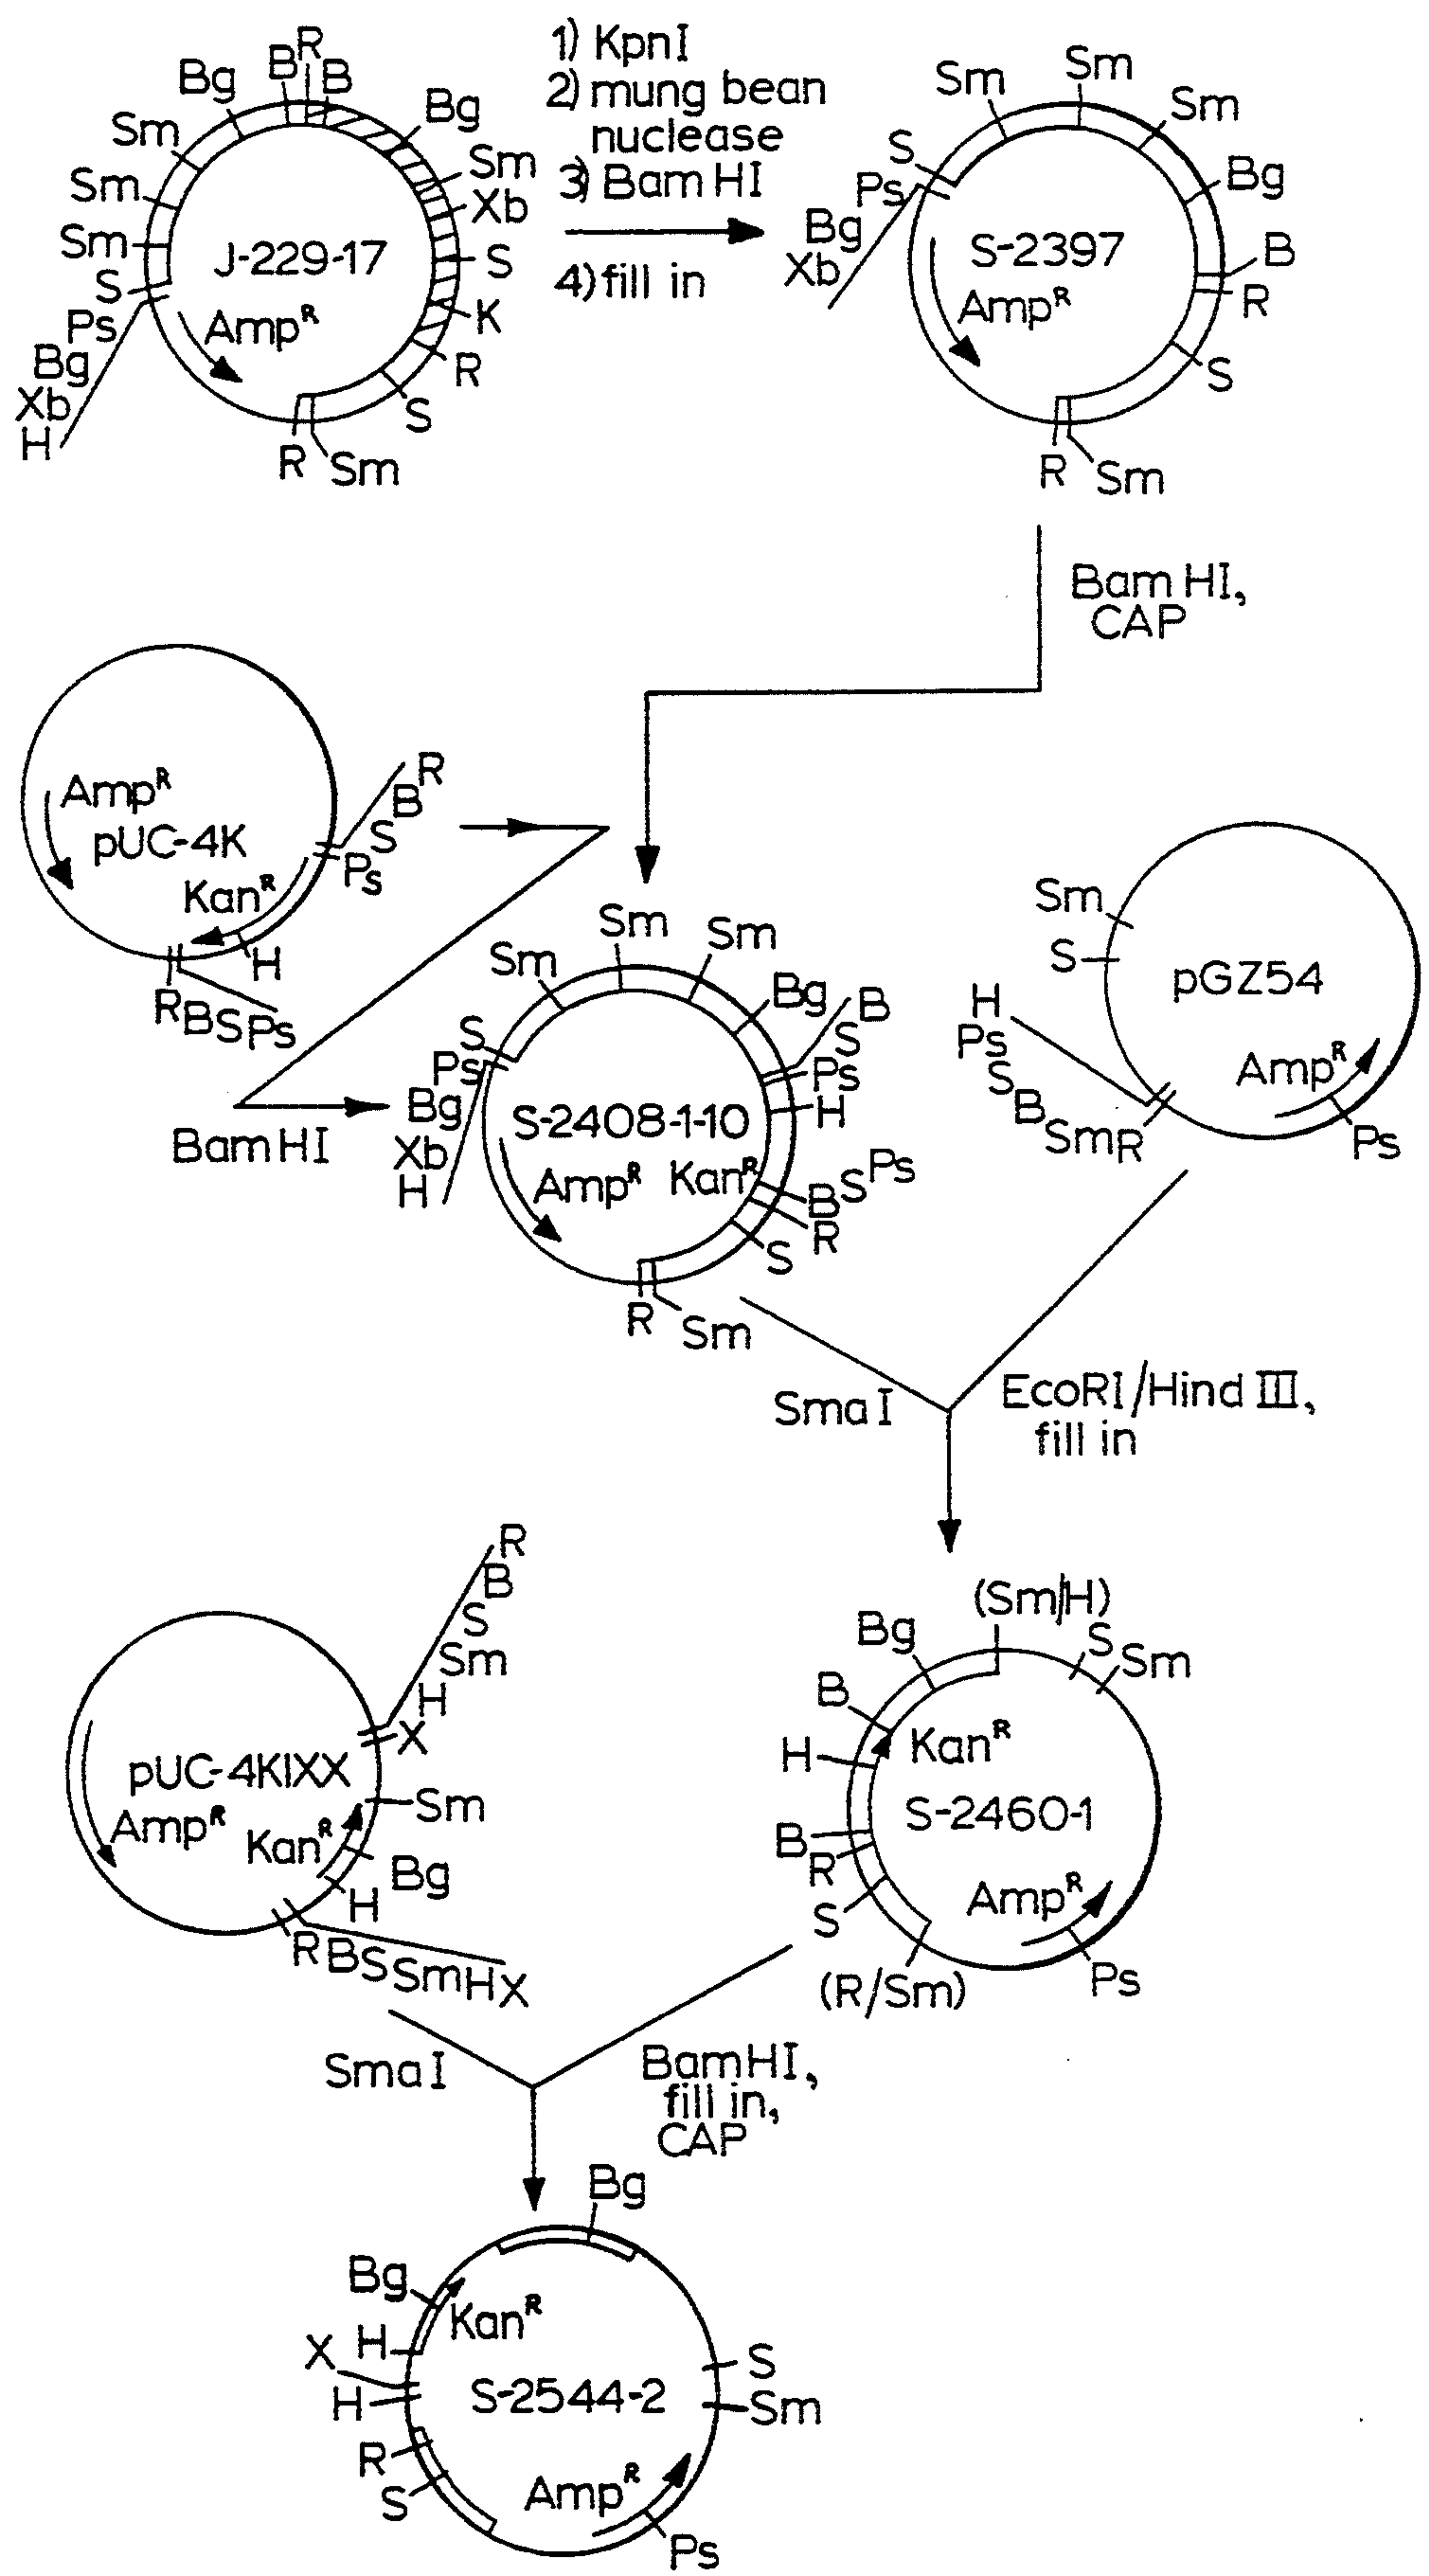 R
B B
Bg
Bg
Sm
Sm
Sm
Xb
Sm
S
S
K
Ps
Bg
Xb
H
R
S
R
Sm
J-229-17
Amp^R
1) KpnI
2) mung bean
nuclease
3) Bam HI
4) fill in
Sm
Sm
Sm
S
Ps
Bg
Xb
Bg
B
R
S
R
Sm
S-2397
Amp^R
Bam HI,
CAP
Amp^R
pUC-4K
Kan^R
R
B
S
Ps
H
R B S Ps
BamHI
Sm
Sm
Sm
Bg
B
S
Ps
H
S
Ps
Bg
Xb
H
S-2408-1-10
Amp^R Kan^R
B S Ps
R
S
R
Sm
Sm
S
pGZ54
H
Ps
S
B
Sm
R
Amp^R
Ps
SmaI
EcoRI/Hind III,
fill in
R
B
S
Sm
H
X
pUC-4KIXX
Amp^R
Kan^R
Sm
Bg
H
R B S Sm H X
(Sm/H)
S
Sm
Bg
B
H
Kan^R
S-2460-1
B
R
S
Amp^R
(R/Sm)
Ps
SmaI
BamHI,
fill in,
CAP
Bg
Bg
H
X
H
Kan^R
S-2544-2
S
Sm
R
S
Amp^R
Ps